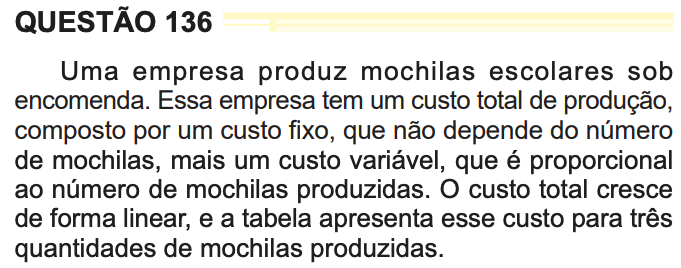 QUESTÃO 136
Uma empresa produz mochilas escolares sob
encomenda. Essa empresa tem um custo total de produção,
composto por um custo fixo, que não depende do número
de mochilas, mais um custo variável, que é proporcional
ao número de mochilas produzidas. O custo total cresce
de forma linear, e a tabela apresenta esse custo para três
quantidades de mochilas produzidas.